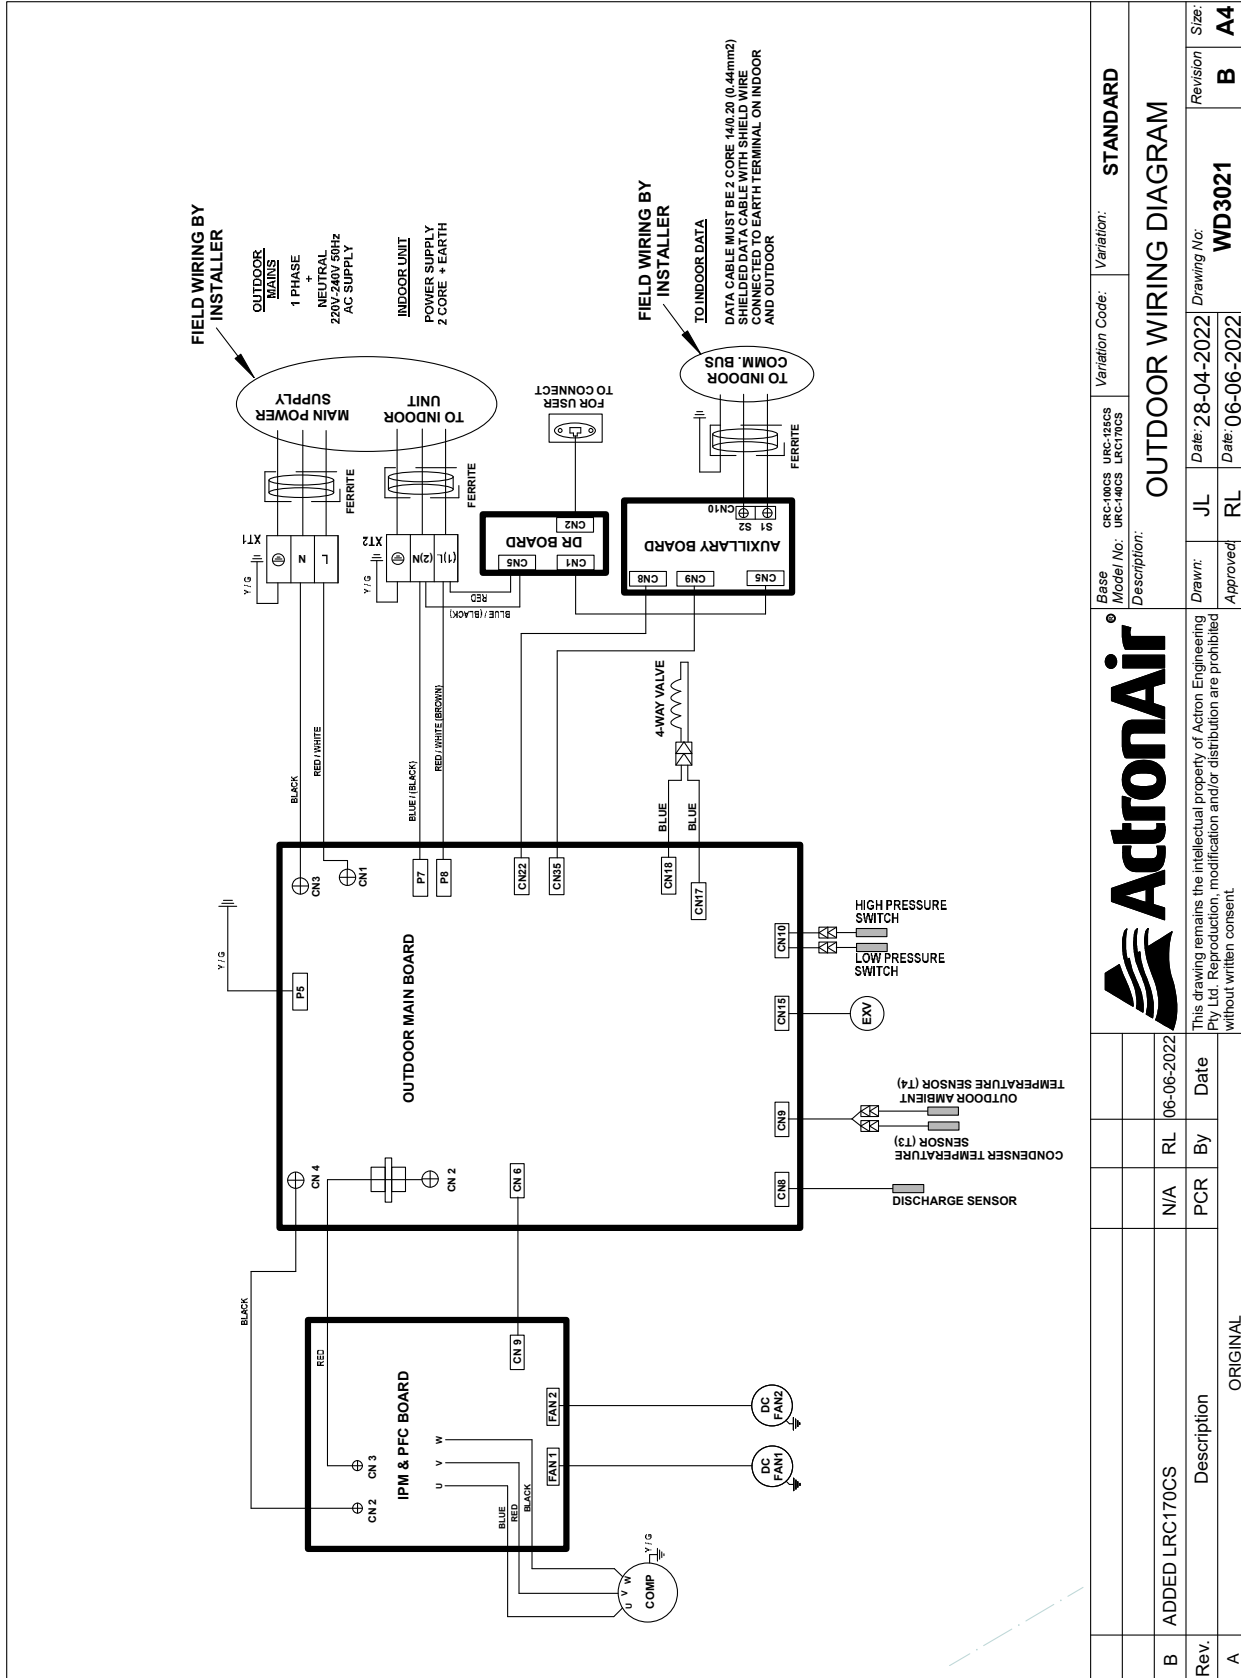 FIELD WIRING BY
INSTALLER
OUTDOOR
MAINS
1 PHASE
+
NEUTRAL
220V-240V 50Hz
AC SUPPLY
INDOOR UNIT
POWER SUPPLY
2 CORE + EARTH
FIELD WIRING BY
INSTALLER
TO INDOOR DATA
DATA CABLE MUST BE 2 CORE 14/0.20 (0.44mm2)
SHIELDED DATA CABLE WITH SHIELD WIRE
CONNECTED TO EARTH TERMINAL ON INDOOR
AND OUTDOOR
MAIN POWER
SUPPLY
TO INDOOR
UNIT
FOR USER
TO CONNECT
TO INDOOR
COMM. BUS
FERRITE
FERRITE
FERRITE
XT1
Y / G
N
L
XT2
Y / G
(2)N
(1)L
DR BOARD
CN2
CN5
CN1
RED
BLUE / (BLACK)
AUXILLARY BOARD
CN10
S2
S1
CN8
CN9
CN5
BLACK
RED / WHITE
BLUE / (BLACK)
RED / WHITE (BROWN)
4-WAY VALVE
BLUE
BLUE
OUTDOOR MAIN BOARD
CN3
CN1
P7
P8
CN22
CN35
CN18
CN17
Y / G
P5
CN10
HIGH PRESSURE
SWITCH
LOW PRESSURE
SWITCH
CN15
EXV
CN9
OUTDOOR AMBIENT
TEMPERATURE SENSOR (T4)
CONDENSER TEMPERATURE
SENSOR (T3)
CN8
DISCHARGE SENSOR
CN 4
CN 2
CN 6
BLACK
RED
IPM & PFC BOARD
CN 9
CN 3
CN 2
FAN 2
FAN 1
U
V
W
BLUE
RED
BLACK
DC
FAN2
DC
FAN1
U
V
W
COMP
Y / G
B
ADDED LRC170CS
N/A
RL
06-06-2022
Rev.
Description
PCR
By
Date
A
ORIGINAL
ActronAir®
This drawing remains the intellectual property of Actron Engineering
Pty Ltd. Reproduction, modification and/or distribution are prohibited
without written consent.
Base
Model No:
CRC-100CS URC-125CS
URC-140CS LRC170CS
Variation Code:
Variation:
STANDARD
Description:
OUTDOOR WIRING DIAGRAM
Drawn:
JL
Date:
28-04-2022
Approved:
RL
Date:
06-06-2022
Drawing No:
WD3021
Revision
B
Size:
A4